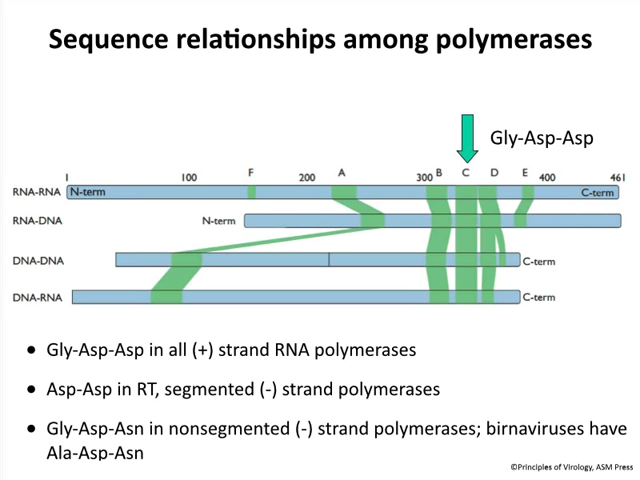 Sequence relationships among polymerases
Gly-Asp-Asp
1 100 F 200 A 300 B C D E 400 461
RNA-RNA N-term C-term
RNA-DNA N-term
DNA-DNA C-term
DNA-RNA C-term
• Gly-Asp-Asp in all (+) strand RNA polymerases
• Asp-Asp in RT, segmented (-) strand polymerases
• Gly-Asp-Asn in nonsegmented (-) strand polymerases; birnaviruses have
Ala-Asp-Asn
©Principles of Virology, ASM Press